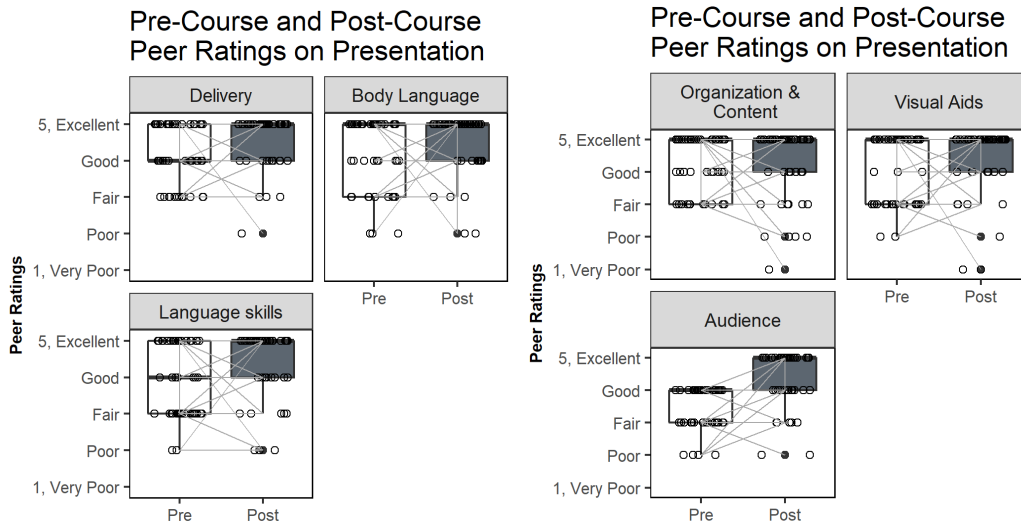 Pre-Course and Post-Course
Peer Ratings on Presentation
Delivery
Body Language
5, Excellent
Good
Fair
Poor
1, Very Poor
Pre
Post
Language skills
5, Excellent
Good
Fair
Poor
1, Very Poor
Pre
Post
Peer Ratings
Pre-Course and Post-Course
Peer Ratings on Presentation
Organization &
Content
Visual Aids
5, Excellent
Good
Fair
Poor
1, Very Poor
Pre
Post
Audience
5, Excellent
Good
Fair
Poor
1, Very Poor
Pre
Post
Peer Ratings